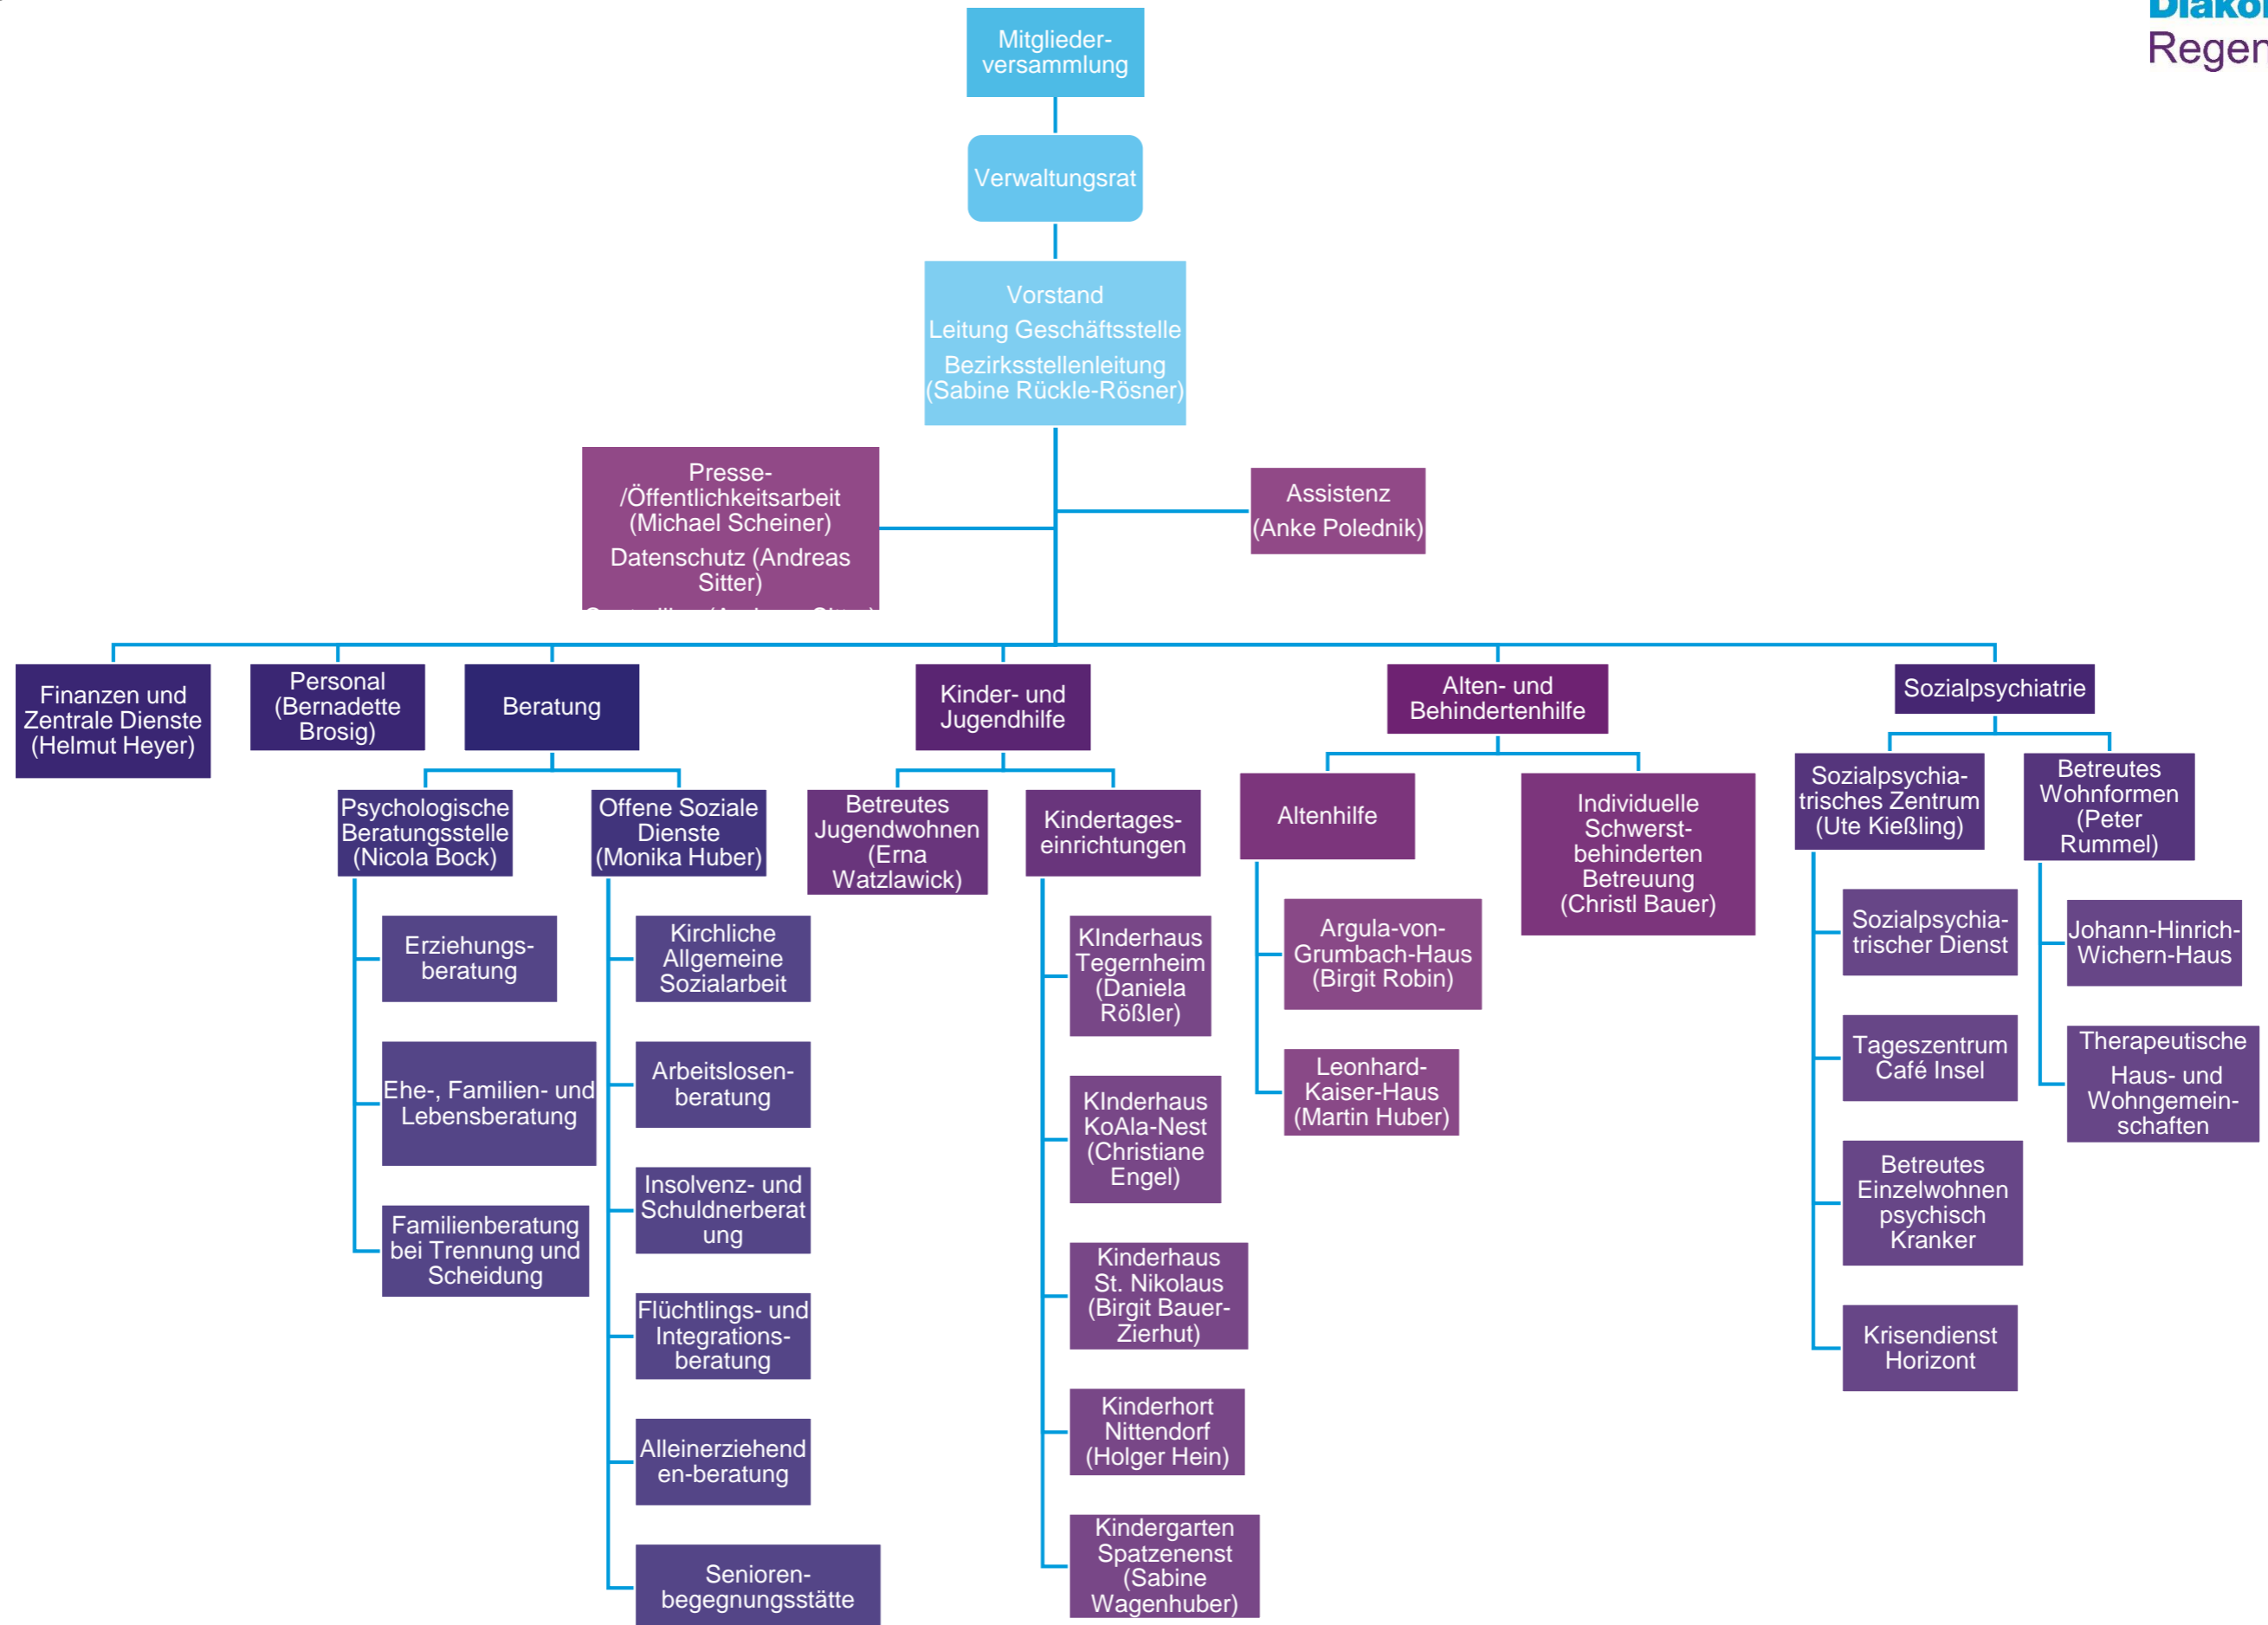 Regen
Mitglieder-
versammlung
Verwaltungsrat
Vorstand
Leitung Geschäftsstelle
Bezirksstellenleitung
(Sabine Rückle-Rösner)
Presse-
/Öffentlichkeitsarbeit
(Michael Scheiner)
Datenschutz (Andreas
Sitter)
Assistenz
(Anke Polednik)
Finanzen und
Zentrale Dienste
(Helmut Heyer)
Personal
(Bernadette
Brosig)
Beratung
Psychologische
Beratungsstelle
(Nicola Bock)
Erziehungs-
beratung
Ehe-, Familien- und
Lebensberatung
Familienberatung
bei Trennung und
Scheidung
Offene Soziale
Dienste
(Monika Huber)
Kirchliche
Allgemeine
Sozialarbeit
Arbeitslosen-
beratung
Insolvenz- und
Schuldnerberat
ung
Flüchtlings- und
Integrations-
beratung
Alleinerziehend
en-beratung
Senioren-
begegnungsstätte
Kinder- und
Jugendhilfe
Betreutes
Jugendwohnen
(Erna
Watzlawick)
Kindertages-
einrichtungen
KInderhaus
Tegernheim
(Daniela
Rößler)
KInderhaus
KoAla-Nest
(Christiane
Engel)
Kinderhaus
St. Nikolaus
(Birgit Bauer-
Zierhut)
Kinderhort
Nittendorf
(Holger Hein)
Kindergarten
Spatzenenst
(Sabine
Wagenhuber)
Alten- und
Behindertenhilfe
Altenhilfe
Argula-von-
Grumbach-Haus
(Birgit Robin)
Leonhard-
Kaiser-Haus
(Martin Huber)
Individuelle
Schwerst-
behinderten
Betreuung
(Christl Bauer)
Sozialpsychiatrie
Sozialpsychia-
trisches Zentrum
(Ute Kießling)
Sozialpsychia-
trischer Dienst
Tageszentrum
Café Insel
Betreutes
Einzelwohnen
psychisch
Kranker
Krisendienst
Horizont
Betreutes
Wohnformen
(Peter
Rummel)
Johann-Hinrich-
Wichern-Haus
Therapeutische
Haus- und
Wohngemein-
schaften